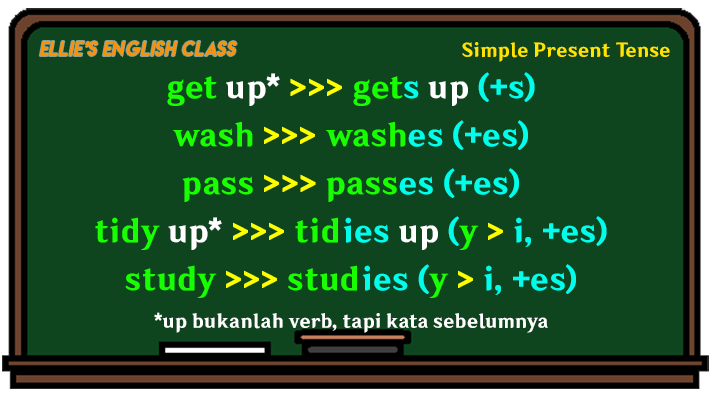 ELLIE'S ENGLISH CLASS
Simple Present Tense
get up* >>> gets up (+s)
wash >>> washes (+es)
pass >>> passes (+es)
tidy up* >>> tidies up (y > i, +es)
study >>> studies (y > i, +es)
*up bukanlah verb, tapi kata sebelumnya